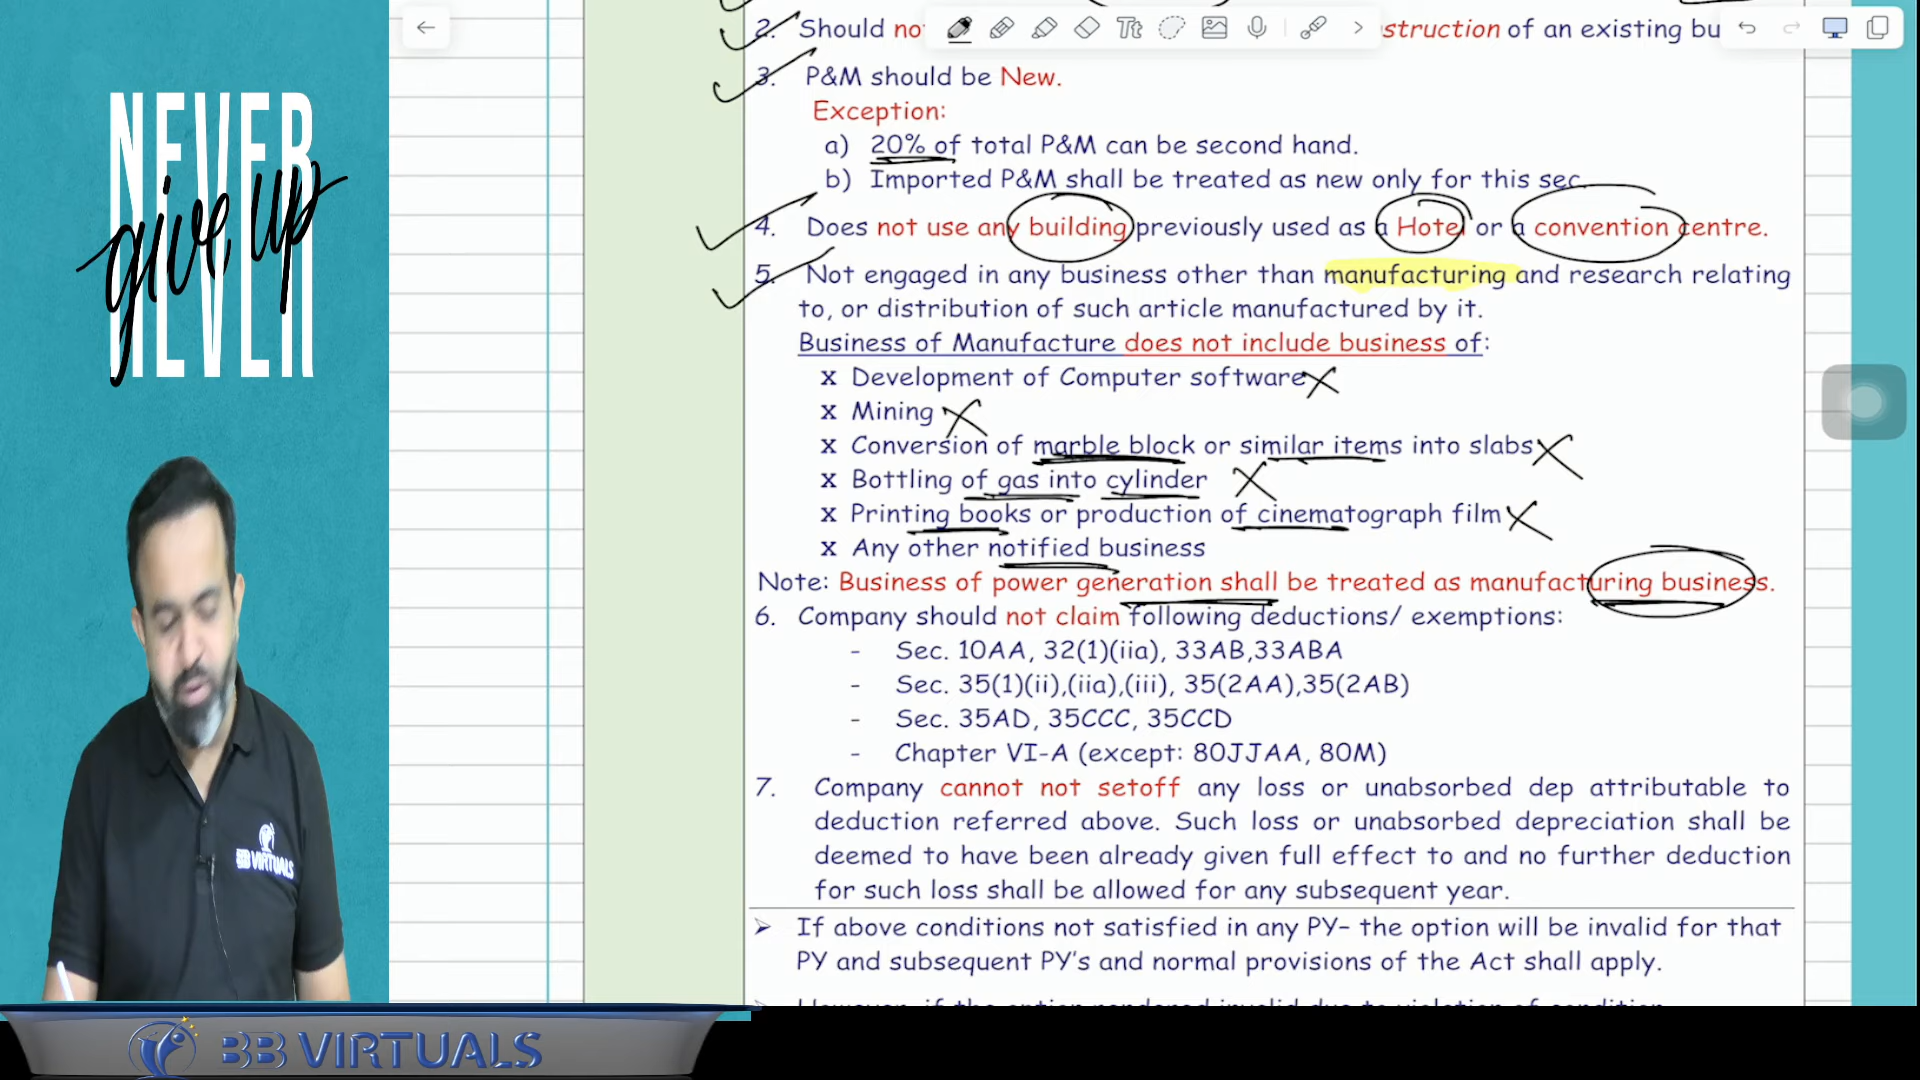 NEVER
give up
NEVER
2. Should no
struction of an existing bu
3. P&M should be New.
Exception:
a) 20% of total P&M can be second hand.
b) Imported P&M shall be treated as new only for this sec.
4. Does not use any building previously used as a Hotel or a convention centre.
5. Not engaged in any business other than manufacturing and research relating
to, or distribution of such article manufactured by it.
Business of Manufacture does not include business of:
x Development of Computer software
x Mining
x Conversion of marble block or similar items into slabs
x Bottling of gas into cylinder
x Printing books or production of cinematograph film
x Any other notified business
Note: Business of power generation shall be treated as manufacturing business.
6. Company should not claim following deductions/ exemptions:
- Sec. 10AA, 32(1)(iia), 33AB,33ABA
- Sec. 35(1)(ii),(iia),(iii), 35(2AA),35(2AB)
- Sec. 35AD, 35CCC, 35CCD
- Chapter VI-A (except: 80JJAA, 80M)
7. Company cannot not setoff any loss or unabsorbed dep attributable to
deduction referred above. Such loss or unabsorbed depreciation shall be
deemed to have been already given full effect to and no further deduction
for such loss shall be allowed for any subsequent year.
➢ If above conditions not satisfied in any PY– the option will be invalid for that
PY and subsequent PY's and normal provisions of the Act shall apply.
BB VIRTUALS
BB VIRTUALS